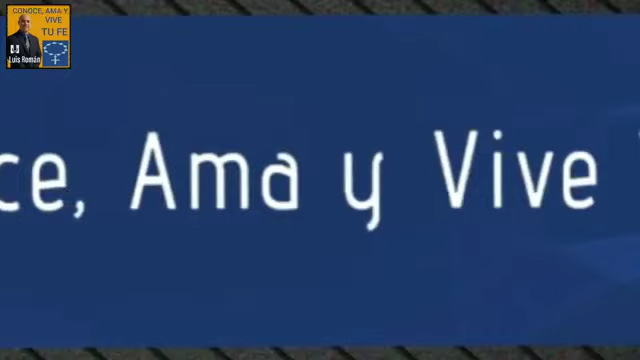 CONOCE, AMA Y
VIVE
TU FE
Luis Román
ce, Ama y Vive